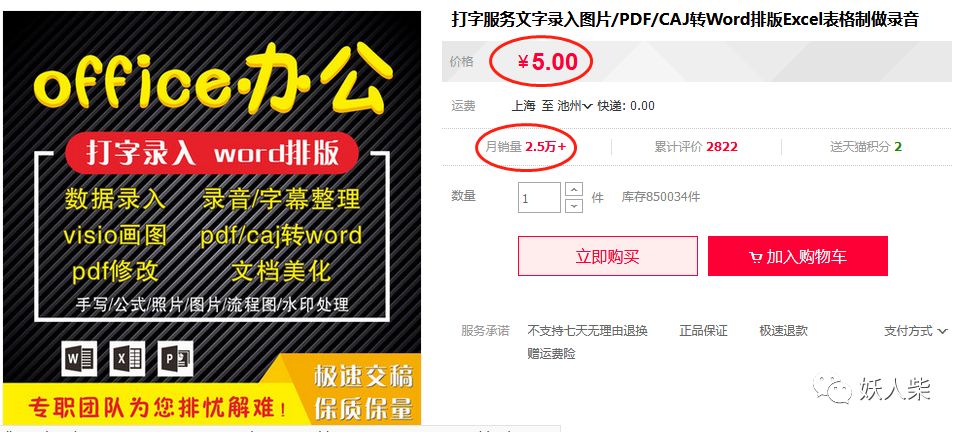 office办公
打字录入 word排版
数据录入 录音/字幕整理
visio画图 pdf/caj转word
pdf修改 文档美化
手写/公式/照片/图片/流程图/水印处理
W X P
极速交稿
专职团队为您排忧解难!
保质保量
打字服务文字录入图片/PDF/CAJ转Word排版Excel表格制做录音
价格 ¥5.00
运费 上海 至 池州 快递: 0.00
月销量 2.5万+ 累计评价 2822 送天猫积分 2
数量 1 件 库存850034件
立即购买 加入购物车
服务承诺 不支持七天无理由退换 正品保证 极速退款 支付方式
赠运费险
妖人柴